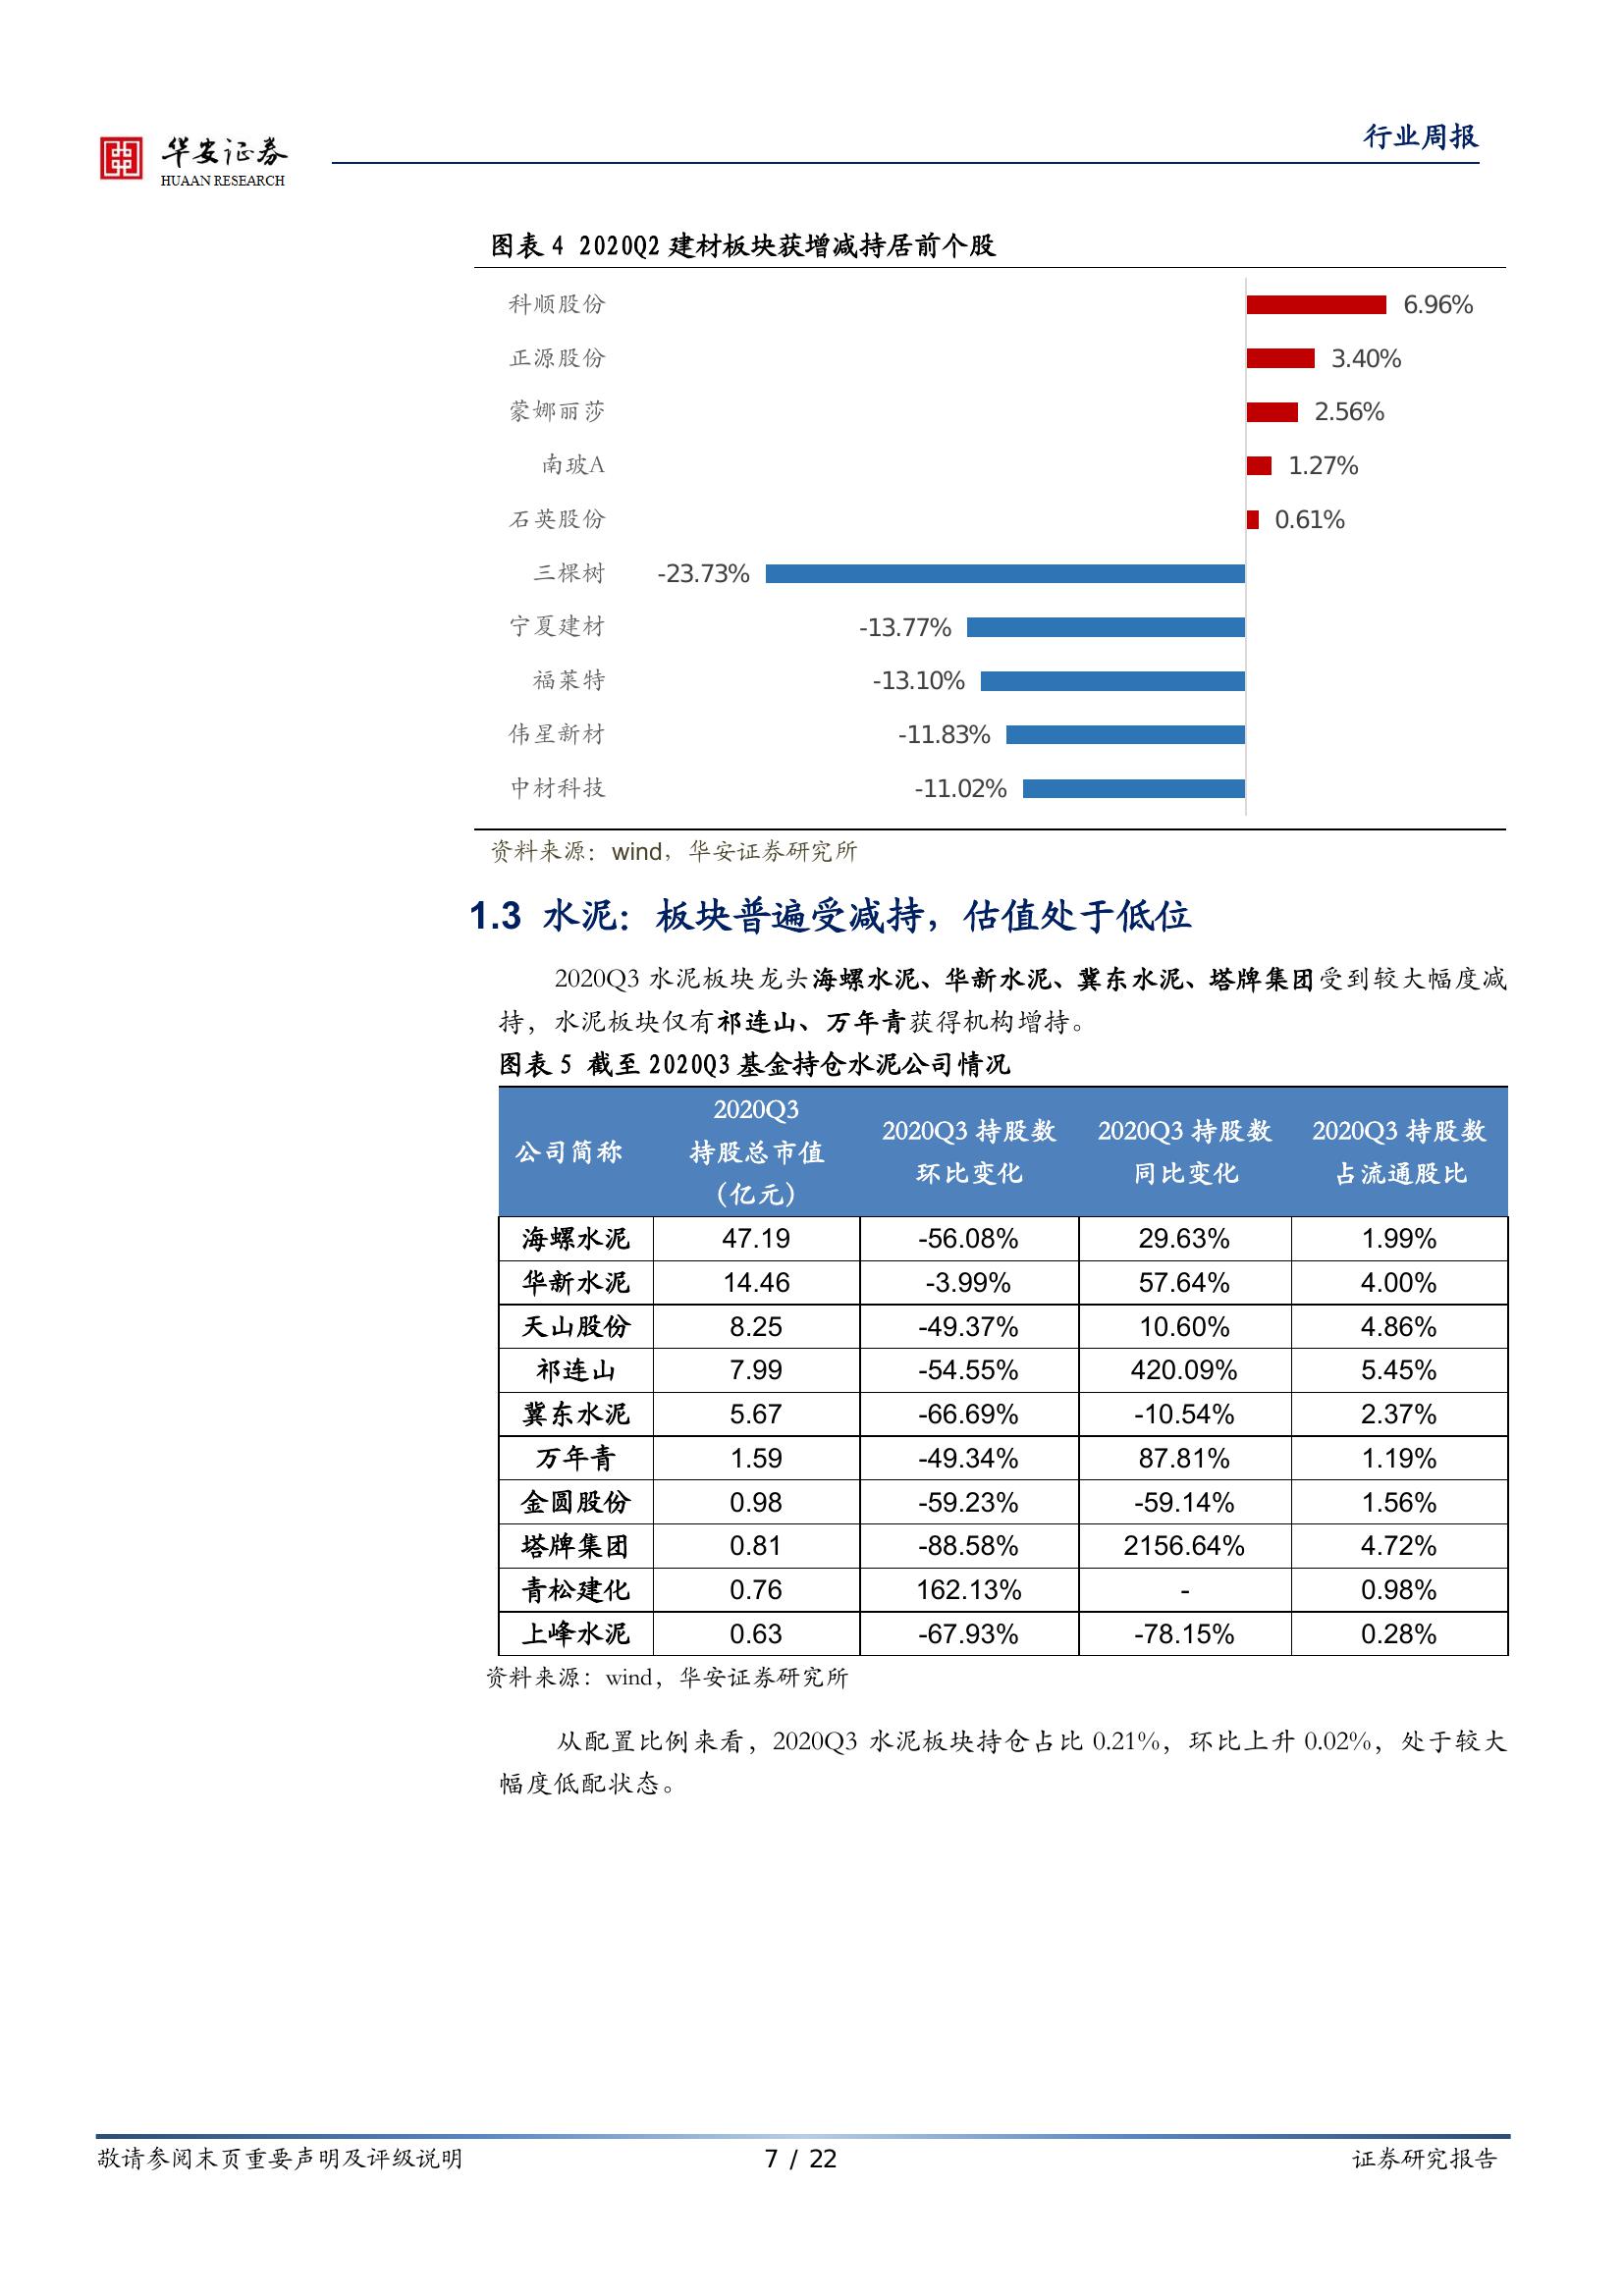 华安证券
HUAAN RESEARCH
行业周报
图表 4 2020Q2 建材板块获增减持居前个股
科顺股份 6.96%
正源股份 3.40%
蒙娜丽莎 2.56%
南玻A 1.27%
石英股份 0.61%
三棵树 -23.73%
宁夏建材 -13.77%
福莱特 -13.10%
伟星新材 -11.83%
中材科技 -11.02%
资料来源：wind，华安证券研究所
1.3 水泥：板块普遍受减持，估值处于低位
2020Q3 水泥板块龙头海螺水泥、华新水泥、冀东水泥、塔牌集团受到较大幅度减
持，水泥板块仅有祁连山、万年青获得机构增持。
图表 5 截至 2020Q3 基金持仓水泥公司情况
公司简称 2020Q3 持股总市值（亿元） 2020Q3 持股数环比变化 2020Q3 持股数同比变化 2020Q3 持股数占流通股比
海螺水泥 47.19 -56.08% 29.63% 1.99%
华新水泥 14.46 -3.99% 57.64% 4.00%
天山股份 8.25 -49.37% 10.60% 4.86%
祁连山 7.99 -54.55% 420.09% 5.45%
冀东水泥 5.67 -66.69% -10.54% 2.37%
万年青 1.59 -49.34% 87.81% 1.19%
金圆股份 0.98 -59.23% -59.14% 1.56%
塔牌集团 0.81 -88.58% 2156.64% 4.72%
青松建化 0.76 162.13% - 0.98%
上峰水泥 0.63 -67.93% -78.15% 0.28%
资料来源：wind，华安证券研究所
从配置比例来看，2020Q3 水泥板块持仓占比 0.21%，环比上升 0.02%，处于较大
幅度低配状态。
敬请参阅末页重要声明及评级说明 7 / 22 证券研究报告